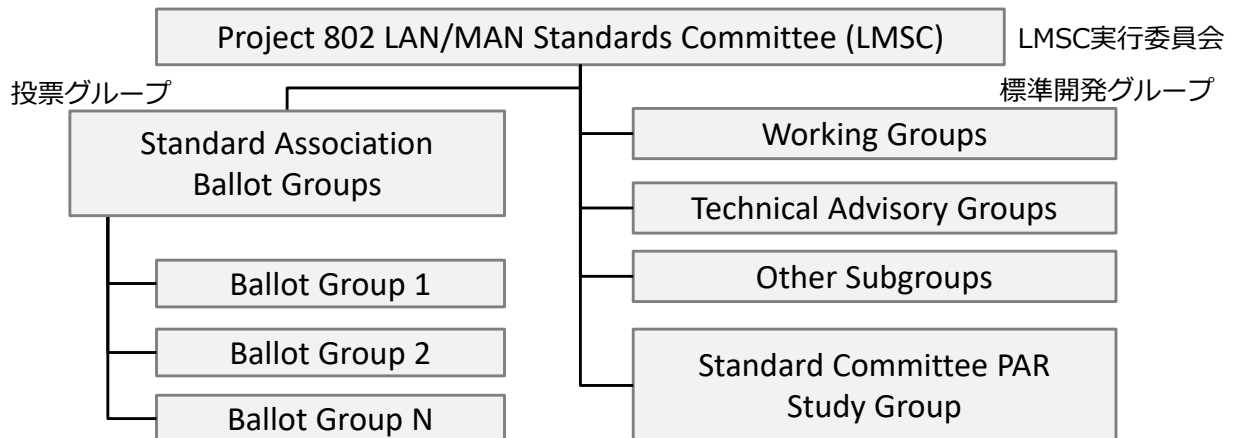 Project 802 LAN/MAN Standards Committee (LMSC)
LMSC実行委員会
投票グループ
標準開発グループ
Standard Association
Ballot Groups
Ballot Group 1
Ballot Group 2
Ballot Group N
Working Groups
Technical Advisory Groups
Other Subgroups
Standard Committee PAR
Study Group